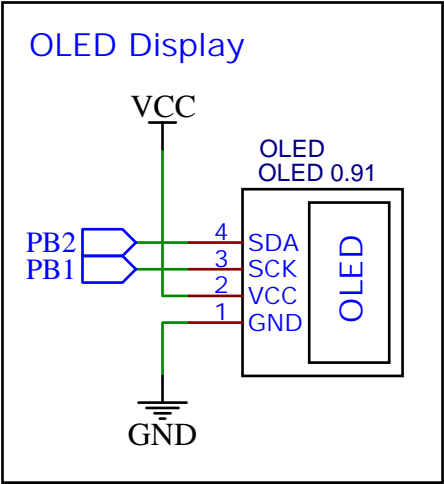 OLED Display
VCC
OLED
OLED 0.91
PB2 4 SDA
PB1 3 SCK
2 VCC
1 GND
OLED
GND